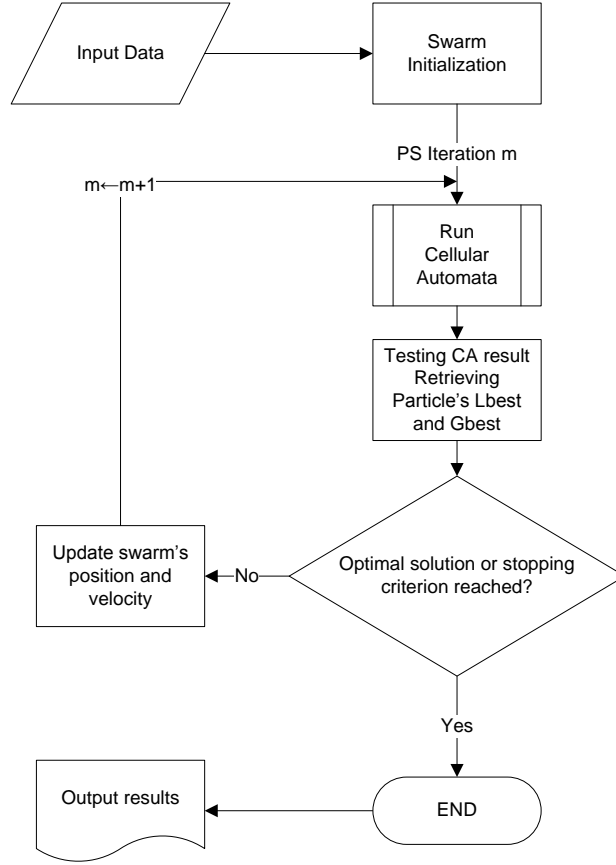 Input Data
Swarm
Initialization
PS Iteration m
m←m+1
Run
Cellular
Automata
Testing CA result
Retrieving
Particle's Lbest
and Gbest
Optimal solution or stopping
criterion reached?
No
Update swarm's
position and
velocity
Yes
END
Output results